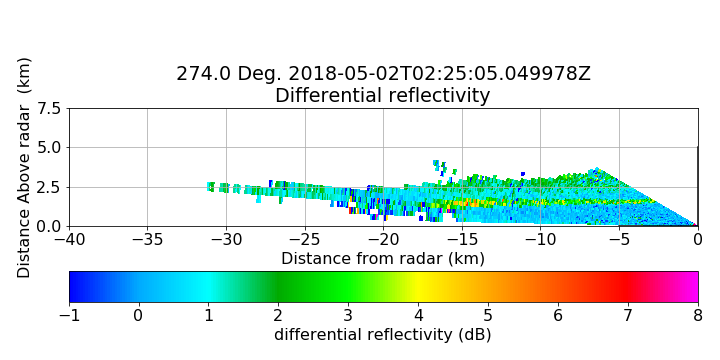 274.0 Deg. 2018-05-02T02:25:05.049978Z
Differential reflectivity
Distance Above radar (km)
7.5
5.0
2.5
0.0
−40 −35 −30 −25 −20 −15 −10 −5 0
Distance from radar (km)
−1 0 1 2 3 4 5 6 7 8
differential reflectivity (dB)